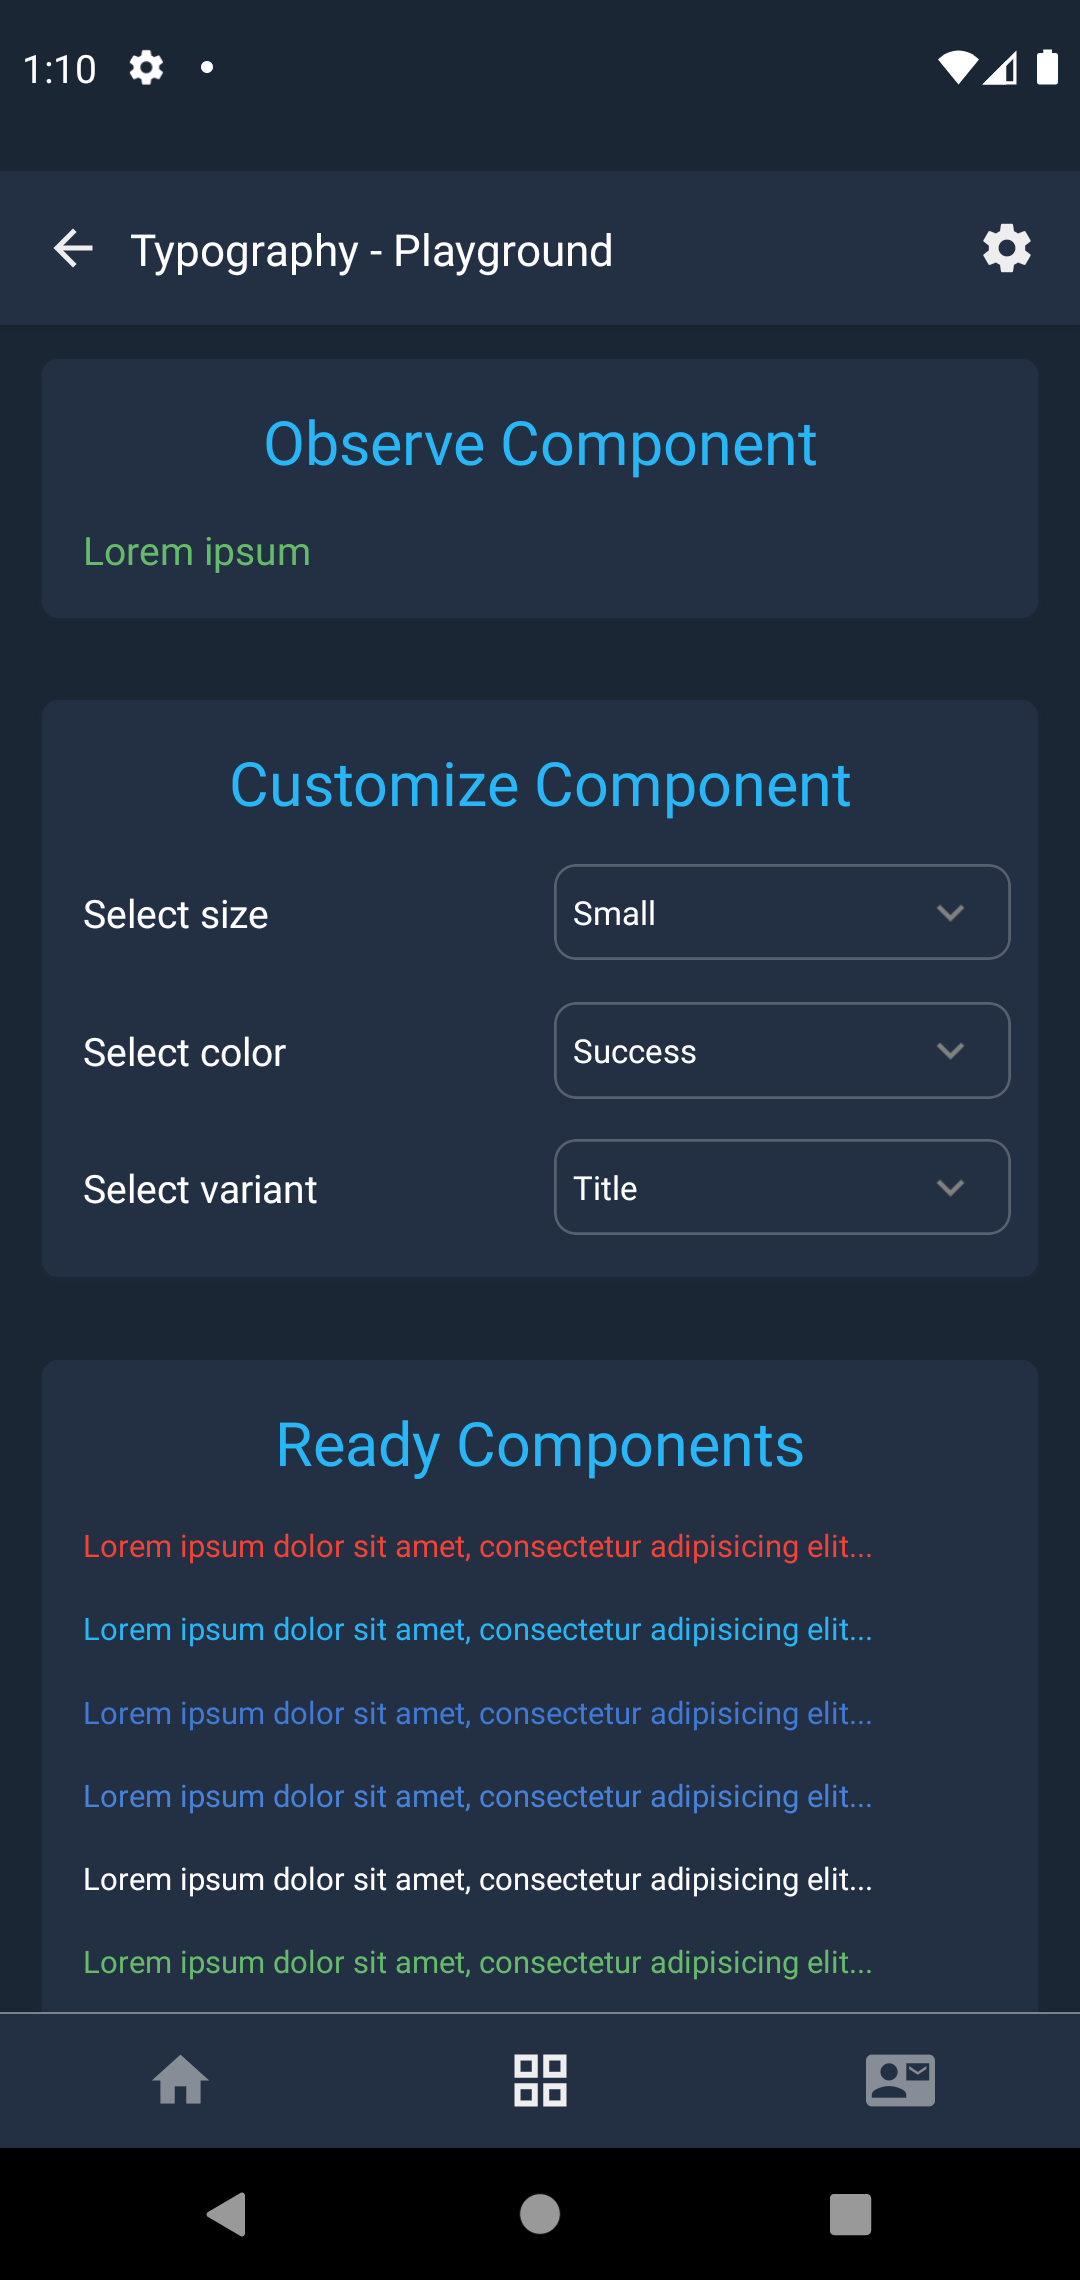 1:10
Typography - Playground
Observe Component
Lorem ipsum
Customize Component
Select size
Small
Select color
Success
Select variant
Title
Ready Components
Lorem ipsum dolor sit amet, consectetur adipisicing elit...
Lorem ipsum dolor sit amet, consectetur adipisicing elit...
Lorem ipsum dolor sit amet, consectetur adipisicing elit...
Lorem ipsum dolor sit amet, consectetur adipisicing elit...
Lorem ipsum dolor sit amet, consectetur adipisicing elit...
Lorem ipsum dolor sit amet, consectetur adipisicing elit...